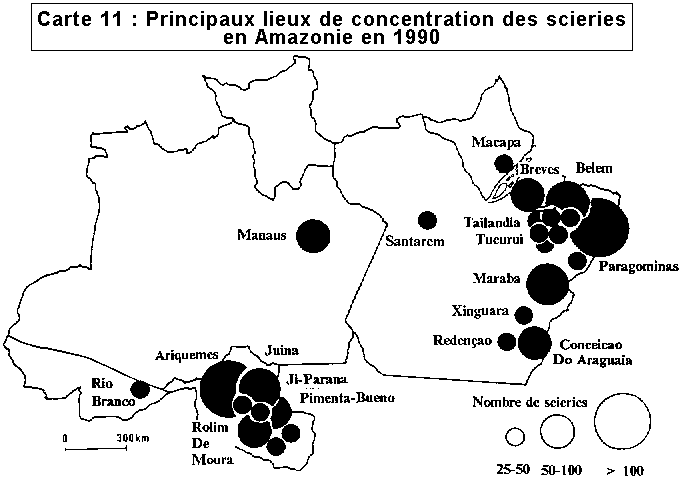 Carte 11 : Principaux lieux de concentration des scieries
en Amazonie en 1990
Macapa
Breves
Belem
Tailandia
Tucurui
Manaus
Santarem
Paragominas
Maraba
Xinguara
Redençao
Conceicao
Do Araguaia
Ariquemes
Juina
Ji-Parana
Pimenta-Bueno
Rio
Branco
Rolim
De
Moura
0 300 km
Nombre de scieries
25-50 50-100 > 100